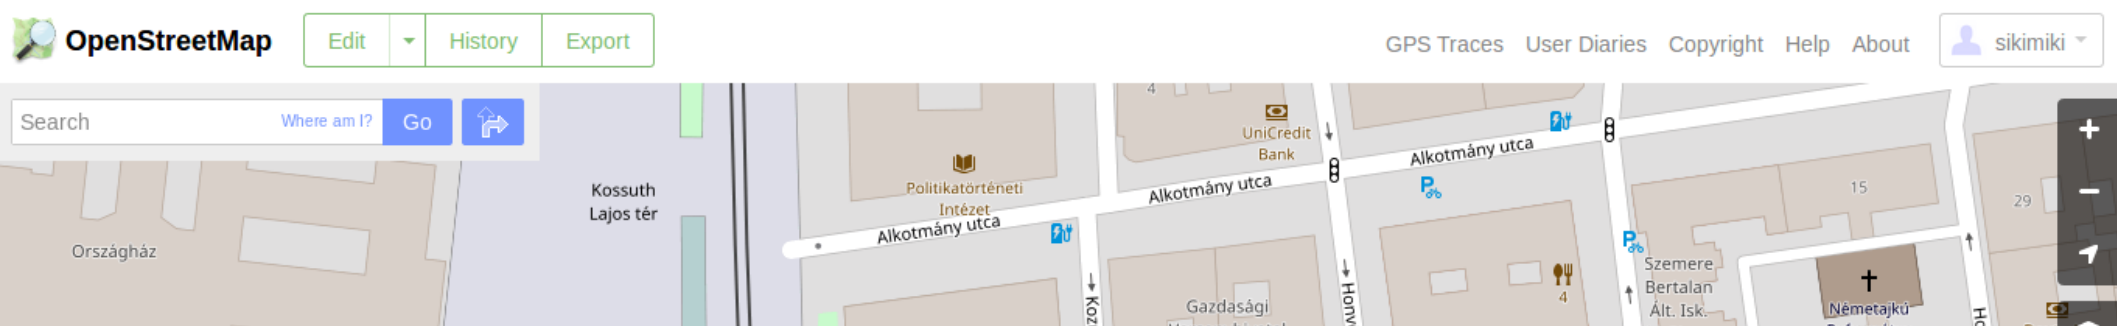 OpenStreetMap
Edit
History
Export
GPS Traces
User Diaries
Copyright
Help
About
sikimiki
Search
Where am I?
Go
4
UniCredit
Bank
Alkotmány utca
Politikatörténeti
Intézet
Alkotmány utca
Alkotmány utca
Kossuth
Lajos tér
Országház
15
29
Szemere
Bertalan
Ált. Isk.
4
Gazdasági
Németajkú